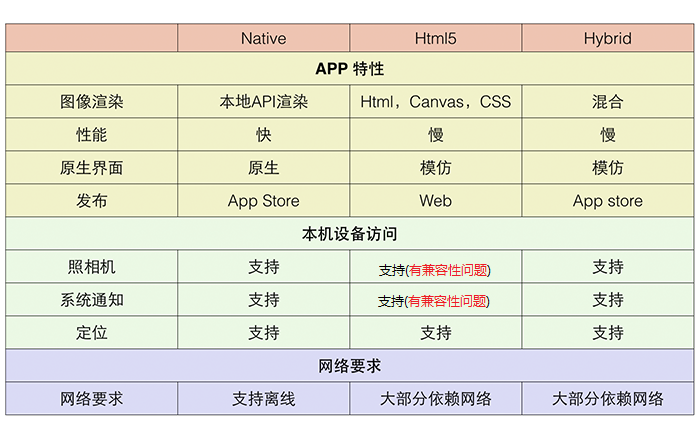 Native Html5 Hybrid
APP 特性
图像渲染 本地API渲染 Html，Canvas，CSS 混合
性能 快 慢 慢
原生界面 原生 模仿 模仿
发布 App Store Web App store
本机设备访问
照相机 支持 支持(有兼容性问题) 支持
系统通知 支持 支持(有兼容性问题) 支持
定位 支持 支持 支持
网络要求
网络要求 支持离线 大部分依赖网络 大部分依赖网络